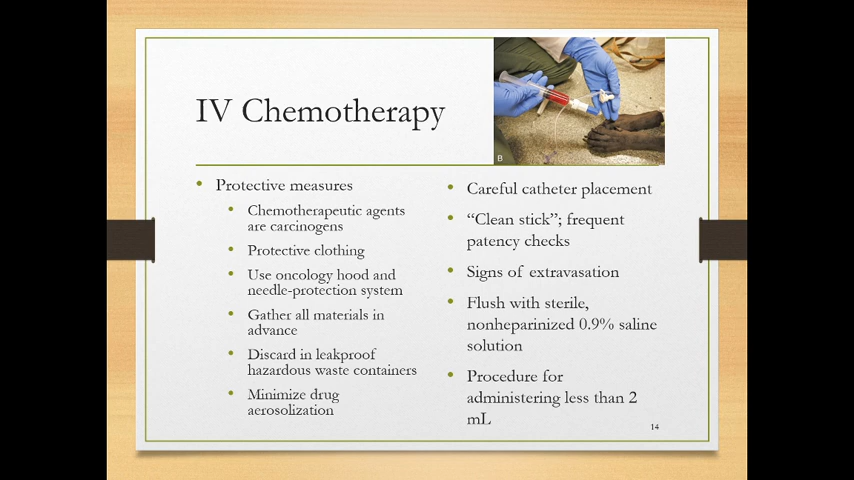 IV Chemotherapy
B
• Protective measures
• Chemotherapeutic agents
are carcinogens
• Protective clothing
• Use oncology hood and
needle-protection system
• Gather all materials in
advance
• Discard in leakproof
hazardous waste containers
• Minimize drug
aerosolization
• Careful catheter placement
• “Clean stick”; frequent
patency checks
• Signs of extravasation
• Flush with sterile,
nonheparinized 0.9% saline
solution
• Procedure for
administering less than 2
mL
14